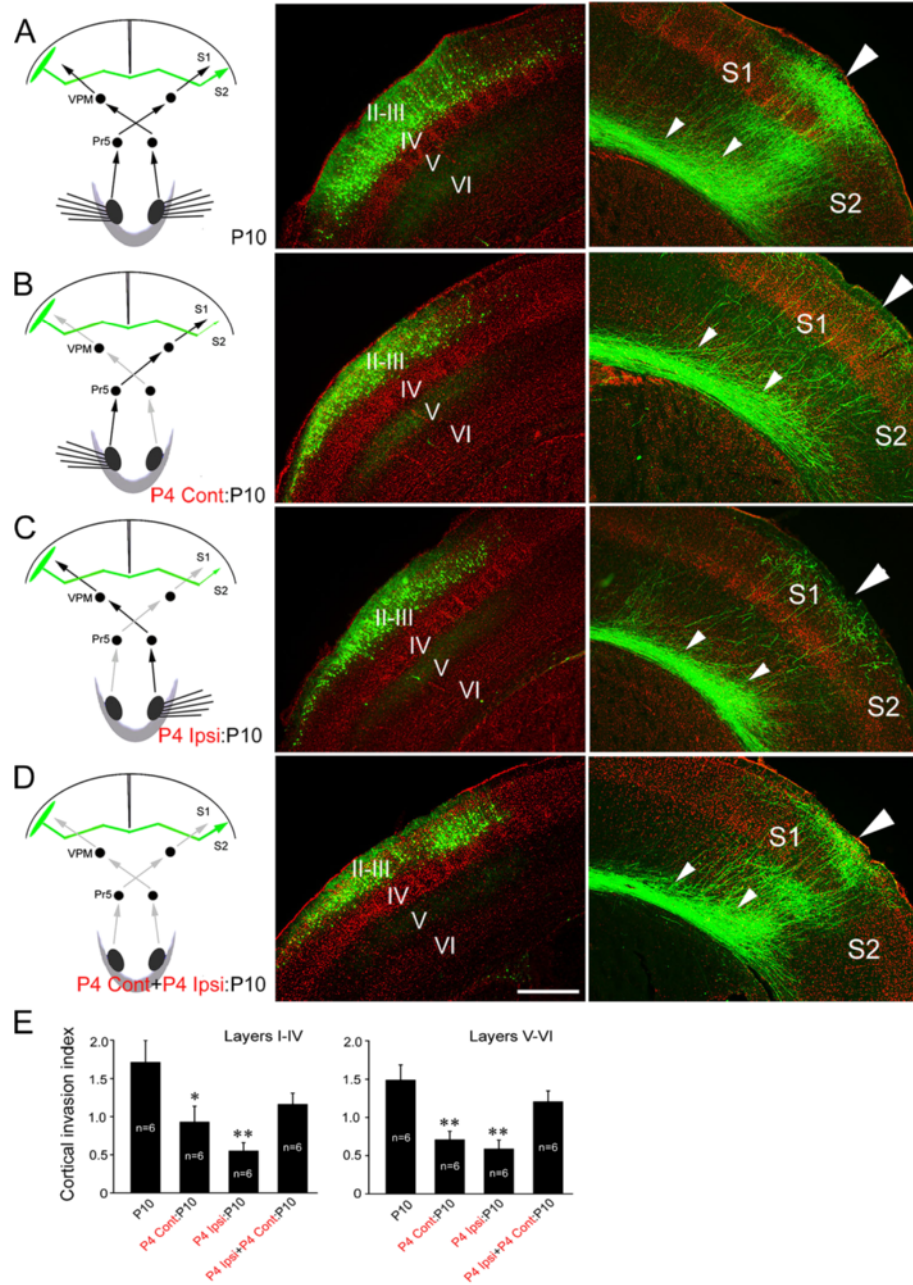 A
S1
S2
VPM
Pr5
P10
II-III
IV
V
VI
S1
S2
B
S1
S2
VPM
Pr5
P4 Cont:P10
II-III
IV
V
VI
S1
S2
C
S1
S2
VPM
Pr5
P4 Ipsi:P10
II-III
IV
V
VI
S1
S2
D
S1
S2
VPM
Pr5
P4 Cont+P4 Ipsi:P10
II-III
IV
V
VI
S1
S2
E
Cortical invasion index
Layers I-IV
2.0
1.5
1.0
0.5
0
*
**
n=6
n=6
n=6
n=6
P10
P4 Cont:P10
P4 Ipsi:P10
P4 Ipsi+P4 Cont:P10
Layers V-VI
2.0
1.5
1.0
0.5
0
**
**
n=6
n=6
n=6
n=6
P10
P4 Cont:P10
P4 Ipsi:P10
P4 Ipsi+P4 Cont:P10